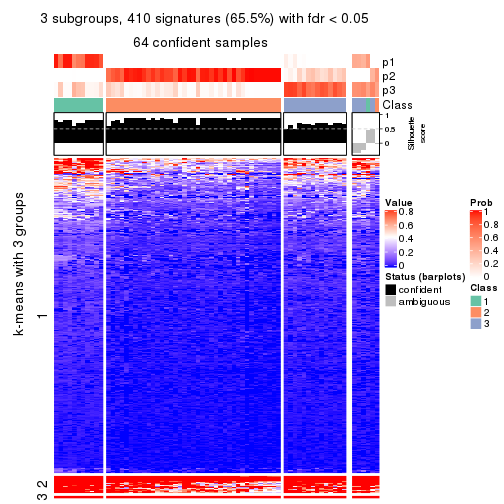 3 subgroups, 410 signatures (65.5%) with fdr < 0.05
64 confident samples
p1
p2
p3
Class
1
0.5
0
Silhouette
score
k-means with 3 groups
1
2
3
Value
0.8
0.6
0.4
0.2
0
Status (barplots)
confident
ambiguous
Prob
1
0.8
0.6
0.4
0.2
0
Class
1
2
3